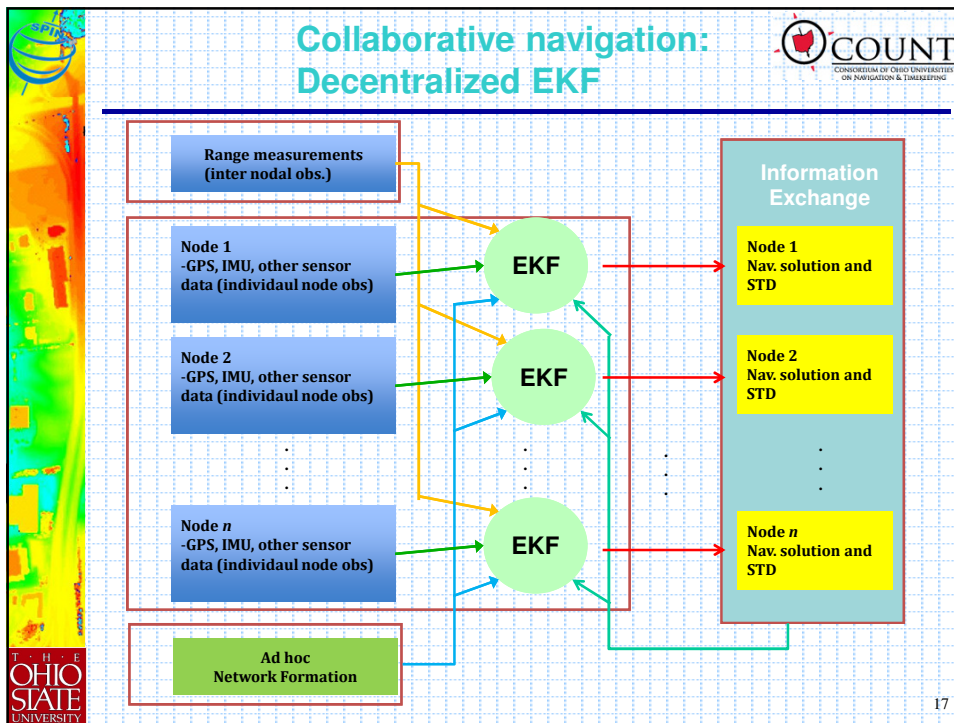 SPIN
Collaborative navigation:
Decentralized EKF
COUNT
CONSORTIUM OF OHIO UNIVERSITIES
ON NAVIGATION & TIMEKEEPING
Range measurements
(inter nodal obs.)
Node 1
-GPS, IMU, other sensor
data (individaul node obs)
Node 2
-GPS, IMU, other sensor
data (individaul node obs)
.
.
.
Node n
-GPS, IMU, other sensor
data (individaul node obs)
Ad hoc
Network Formation
EKF
EKF
.
.
.
EKF
.
.
.
Information
Exchange
Node 1
Nav. solution and
STD
Node 2
Nav. solution and
STD
.
.
.
Node n
Nav. solution and
STD
T · H · E
OHIO
STATE
UNIVERSITY
17